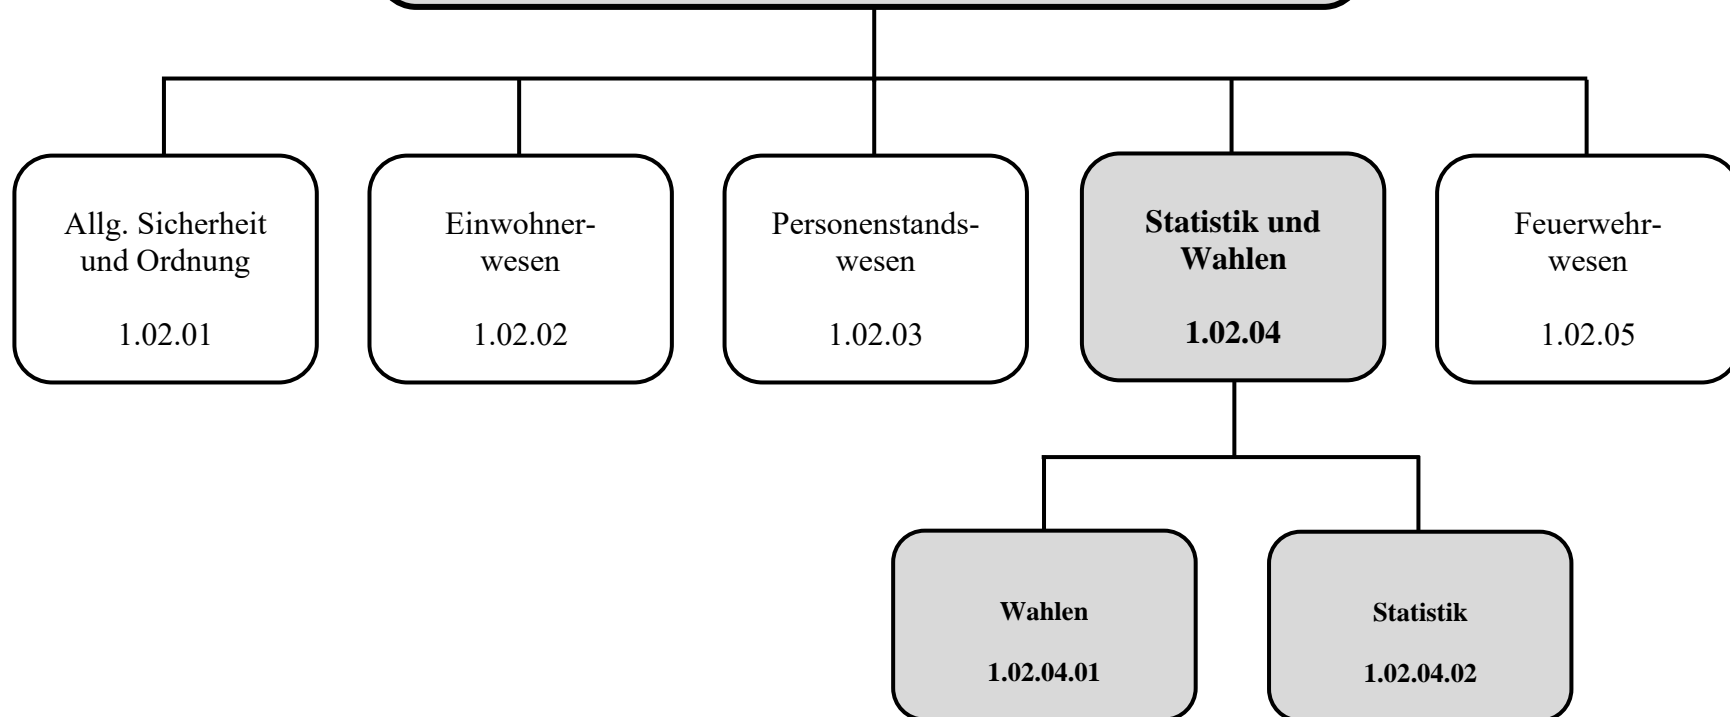 Allg. Sicherheit
und Ordnung
1.02.01
Einwohner-
wesen
1.02.02
Personenstands-
wesen
1.02.03
Statistik und
Wahlen
1.02.04
Feuerwehr-
wesen
1.02.05
Wahlen
1.02.04.01
Statistik
1.02.04.02